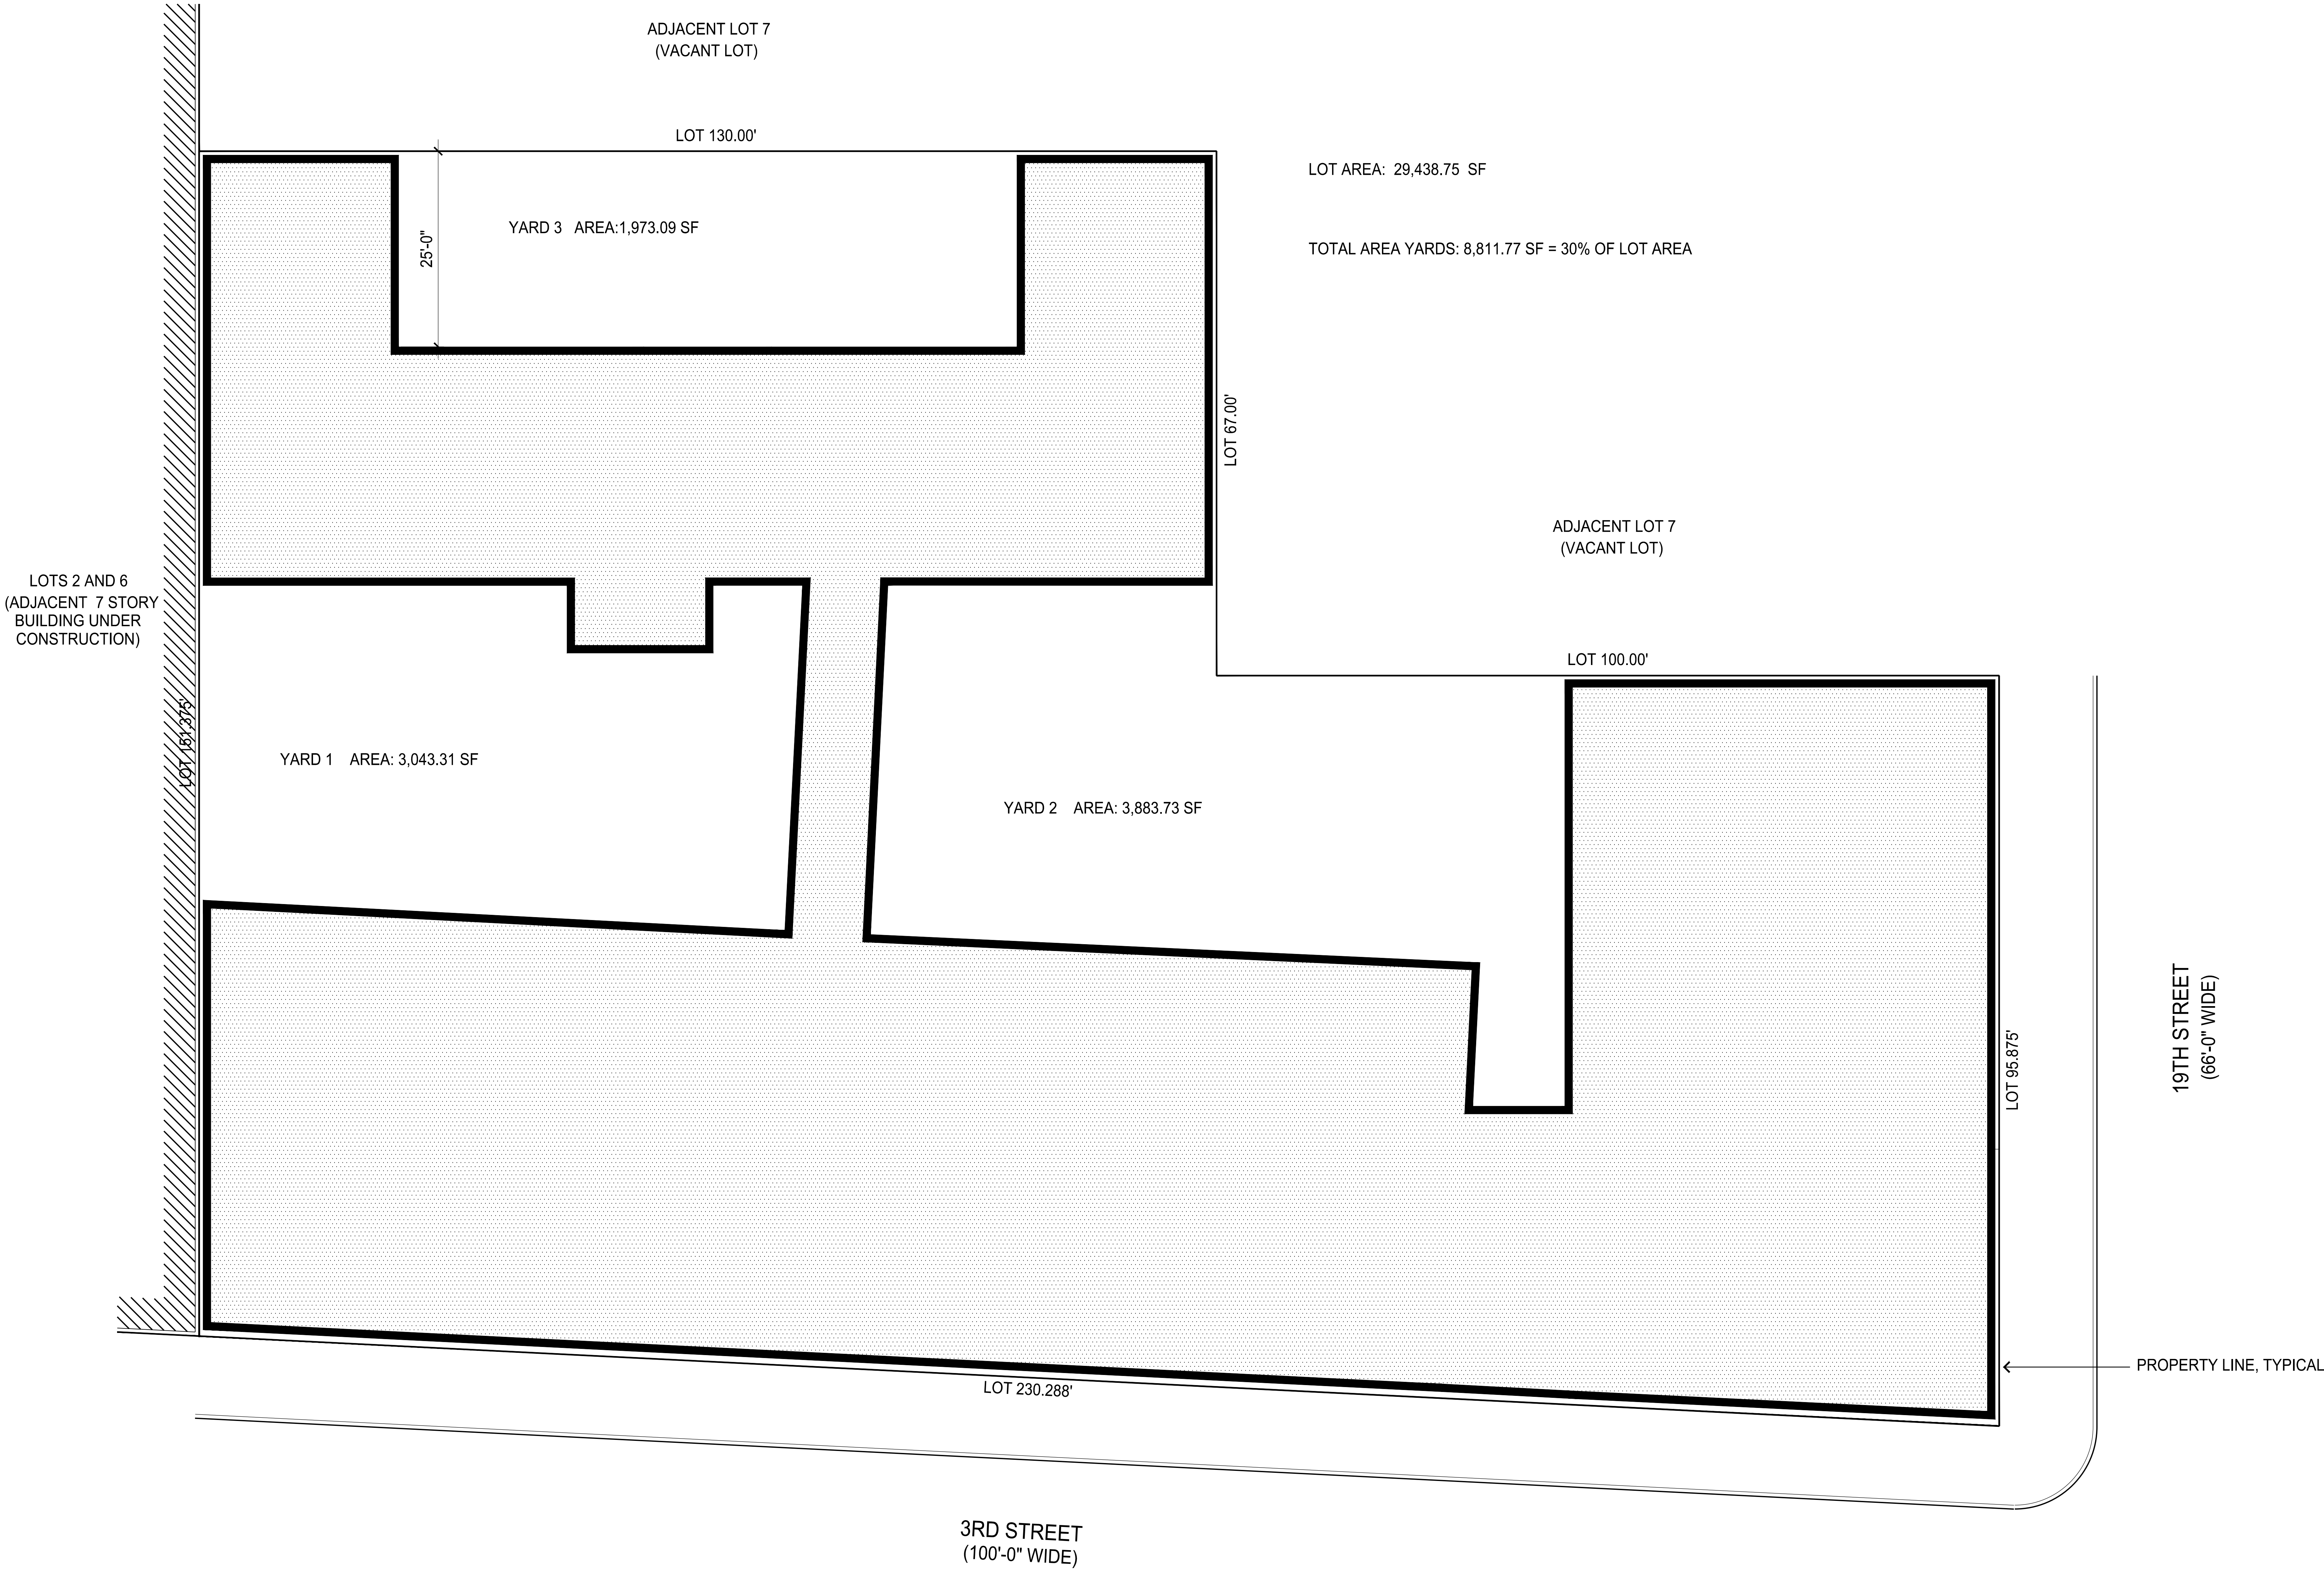 ADJACENT LOT 7
(VACANT LOT)
LOT 130.00'
LOT AREA: 29,438.75 SF
YARD 3 AREA:1,973.09 SF
25'-0"
TOTAL AREA YARDS: 8,811.77 SF = 30% OF LOT AREA
LOT 67.00'
ADJACENT LOT 7
(VACANT LOT)
LOTS 2 AND 6
(ADJACENT 7 STORY
BUILDING UNDER
CONSTRUCTION)
LOT 100.00'
LOT 151.375'
YARD 1 AREA: 3,043.31 SF
YARD 2 AREA: 3,883.73 SF
19TH STREET
(66'-0" WIDE)
LOT 95.875'
PROPERTY LINE, TYPICAL
LOT 230.288'
3RD STREET
(100'-0" WIDE)